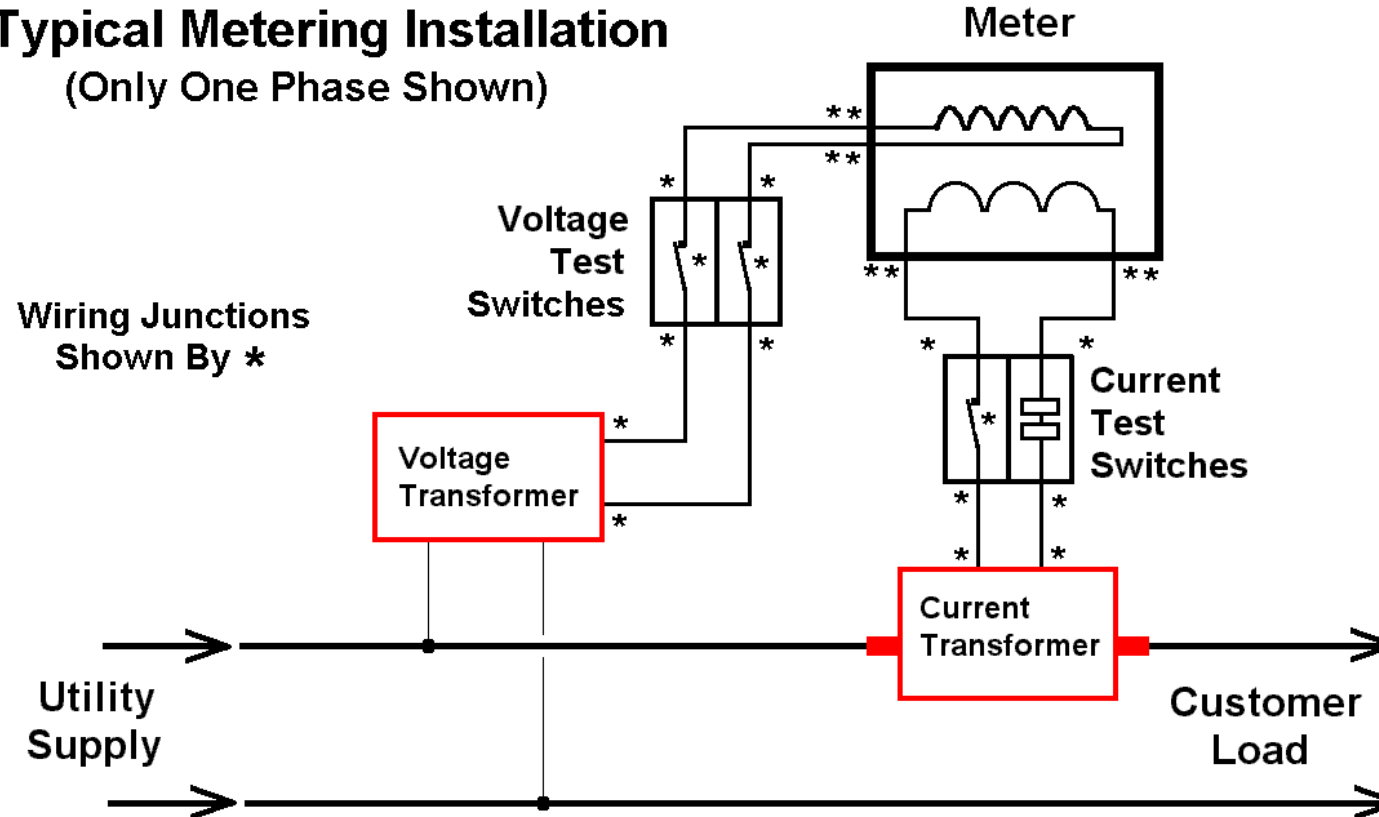 Typical Metering Installation
(Only One Phase Shown)
Meter
**
**
*
*
Voltage
Test
Switches
*
*
**
**
Wiring Junctions
Shown By *
*
*
*
*
Current
Test
Switches
*
*
Voltage
Transformer
*
*
*
*
*
Current
Transformer
Utility
Supply
Customer
Load